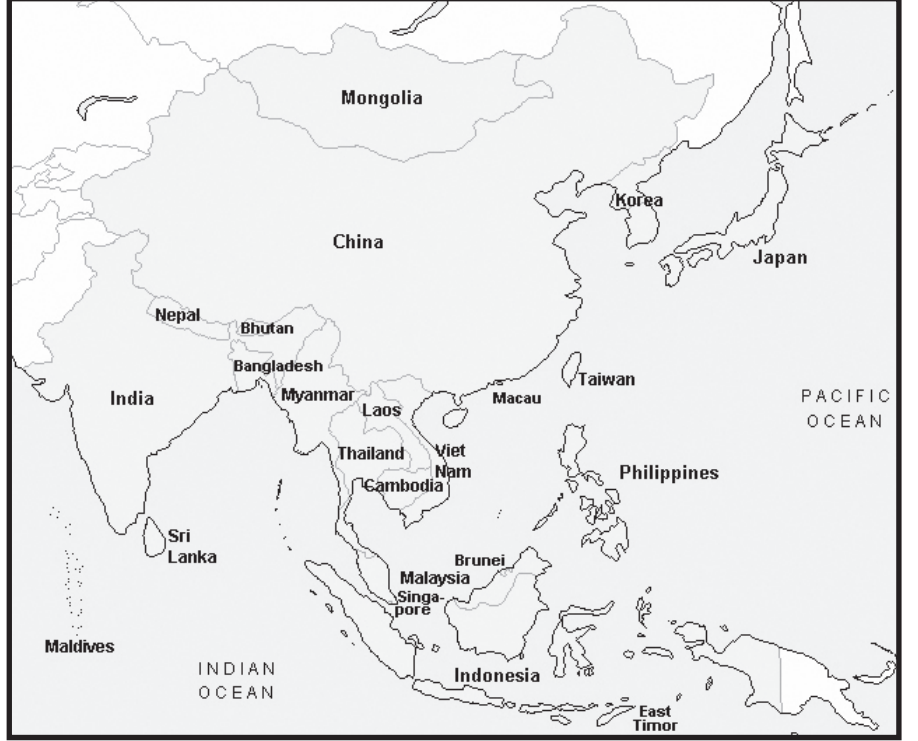 Mongolia
Korea
China
Japan
Nepal
Bhutan
Bangladesh
Taiwan
India
Myanmar
Macau
PACIFIC
OCEAN
Laos
Thailand
Viet
Nam
Cambodia
Philippines
Sri
Lanka
Brunei
Malaysia
Singa-
pore
Maldives
INDIAN
OCEAN
Indonesia
East
Timor